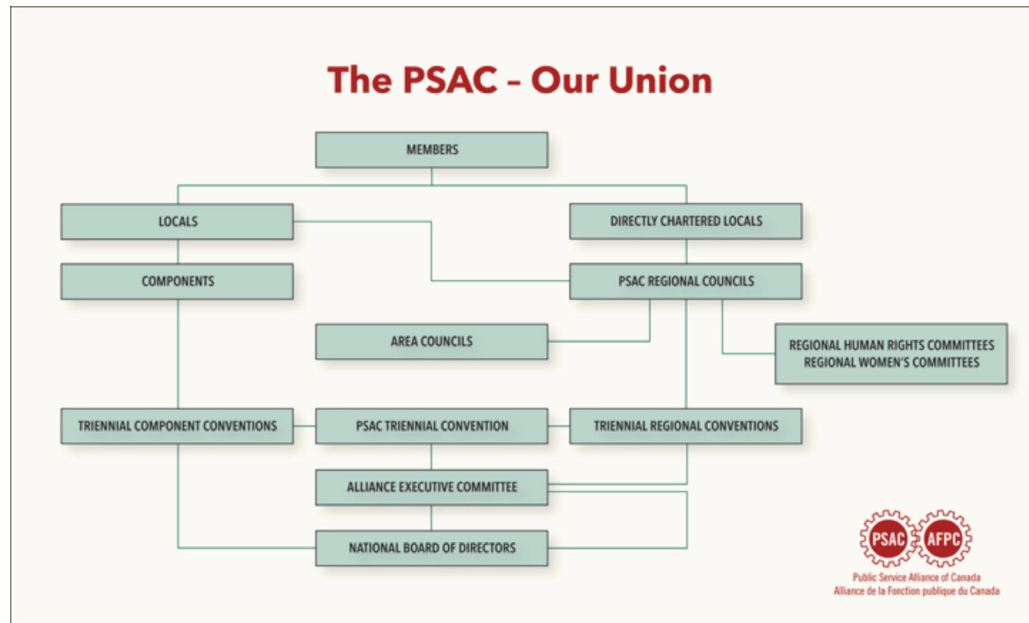 The PSAC – Our Union
MEMBERS
LOCALS
DIRECTLY CHARTERED LOCALS
COMPONENTS
PSAC REGIONAL COUNCILS
AREA COUNCILS
REGIONAL HUMAN RIGHTS COMMITTEES
REGIONAL WOMEN'S COMMITTEES
TRIENNIAL COMPONENT CONVENTIONS
PSAC TRIENNIAL CONVENTION
TRIENNIAL REGIONAL CONVENTIONS
ALLIANCE EXECUTIVE COMMITTEE
NATIONAL BOARD OF DIRECTORS
PSAC AFPC
Public Service Alliance of Canada
Alliance de la Fonction publique du Canada